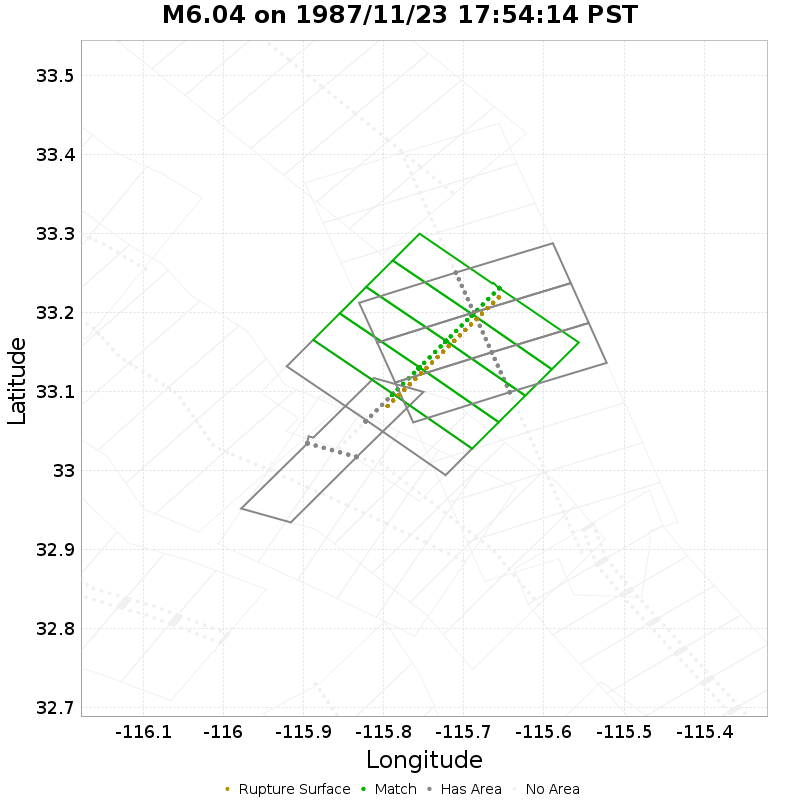 M6.04 on 1987/11/23 17:54:14 PST
33.5
33.4
33.3
33.2
33.1
33
32.9
32.8
32.7
Latitude
-116.1
-116
-115.9
-115.8
-115.7
-115.6
-115.5
-115.4
Longitude
Rupture Surface
Match
Has Area
No Area